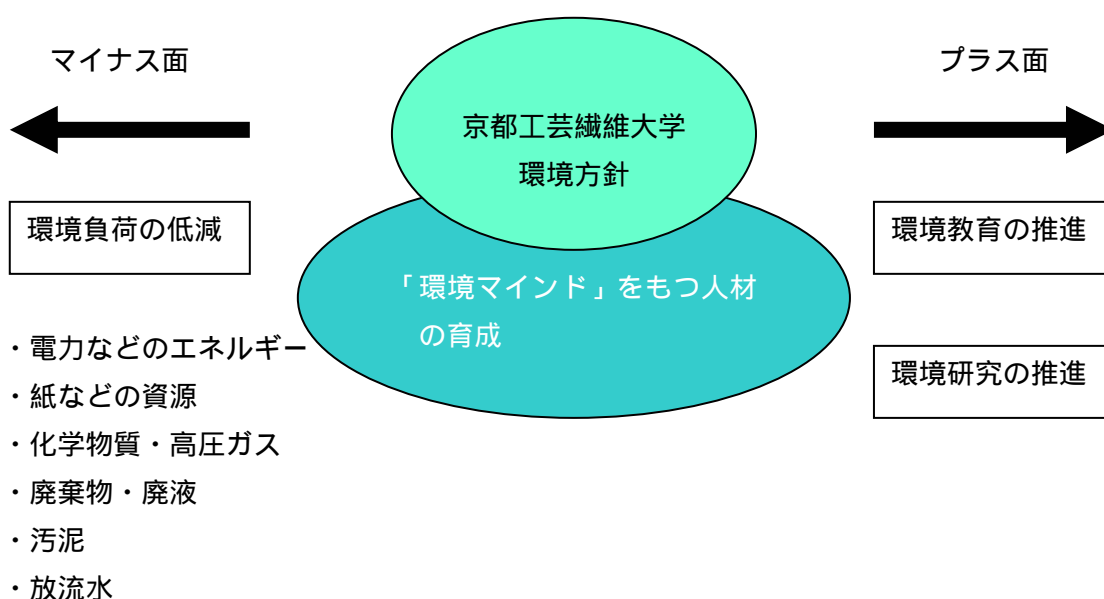 マイナス面
プラス面
京都工芸繊維大学
環境方針
環境負荷の低減
環境教育の推進
「環境マインド」をもつ人材
の育成
環境研究の推進
・電力などのエネルギー
・紙などの資源
・化学物質・高圧ガス
・廃棄物・廃液
・汚泥
・放流水